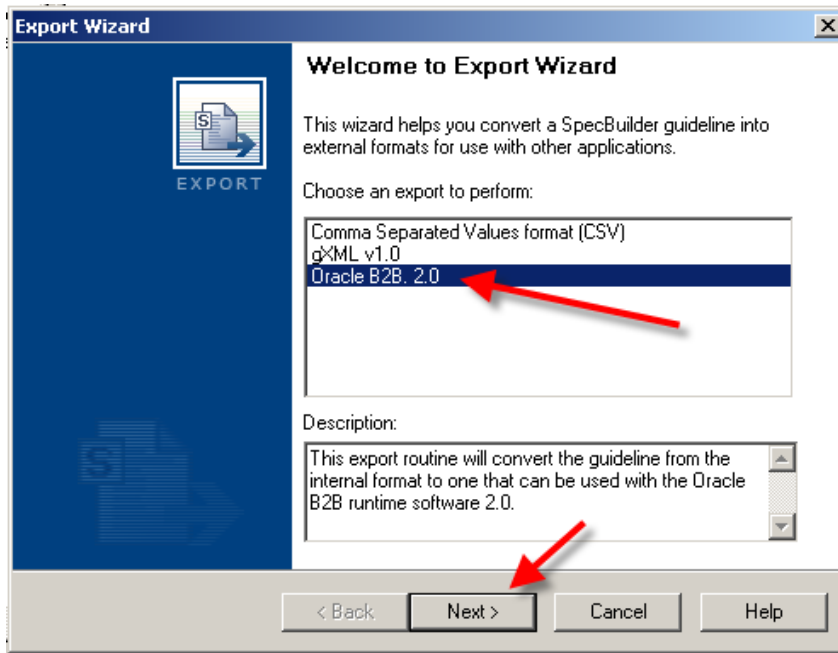 Export Wizard
Welcome to Export Wizard
This wizard helps you convert a SpecBuilder guideline into
external formats for use with other applications.
EXPORT
Choose an export to perform:
Comma Separated Values format (CSV)
gXML v1.0
Oracle B2B. 2.0
Description:
This export routine will convert the guideline from the
internal format to one that can be used with the Oracle
B2B runtime software 2.0.
< Back
Next >
Cancel
Help